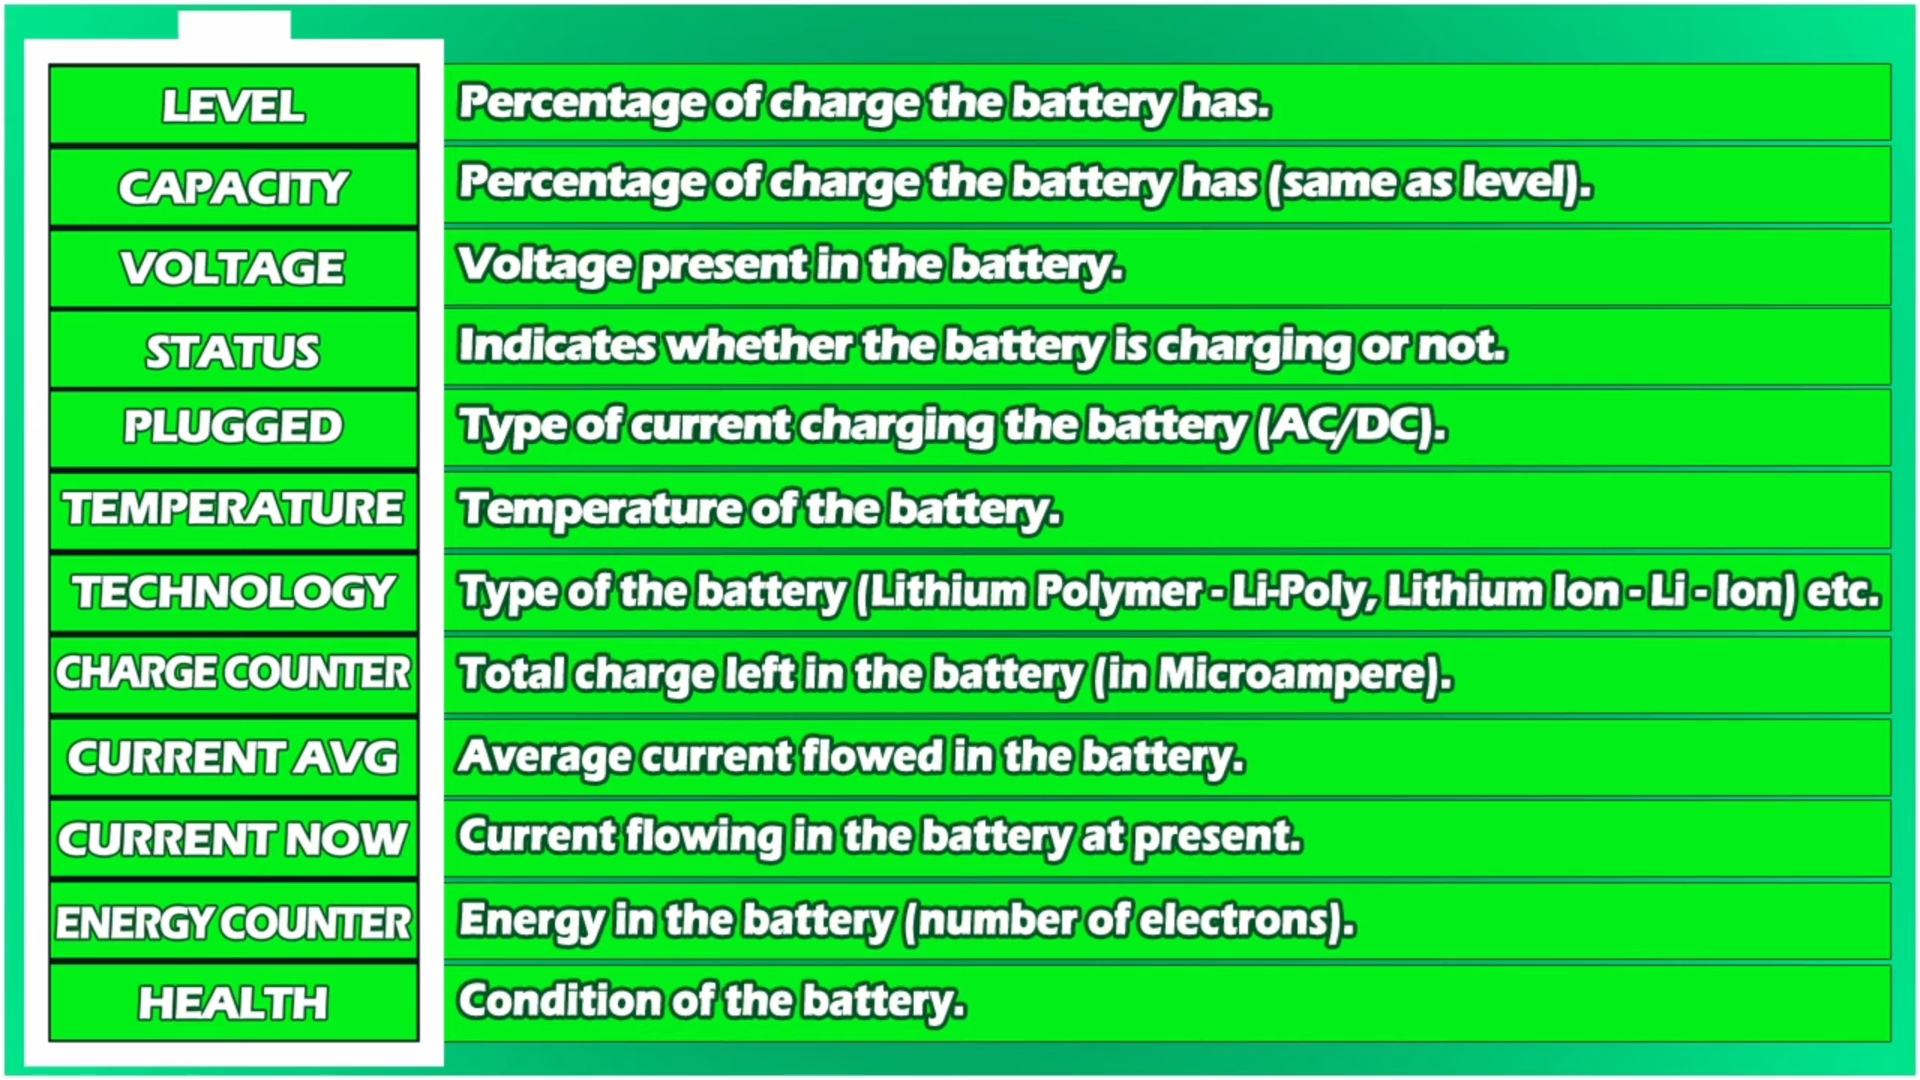 LEVEL Percentage of charge the battery has.
CAPACITY Percentage of charge the battery has (same as level).
VOLTAGE Voltage present in the battery.
STATUS Indicates whether the battery is charging or not.
PLUGGED Type of current charging the battery (AC/DC).
TEMPERATURE Temperature of the battery.
TECHNOLOGY Type of the battery (Lithium Polymer - Li-Poly, Lithium Ion - Li - Ion) etc.
CHARGE COUNTER Total charge left in the battery (in Microampere).
CURRENT AVG Average current flowed in the battery.
CURRENT NOW Current flowing in the battery at present.
ENERGY COUNTER Energy in the battery (number of electrons).
HEALTH Condition of the battery.